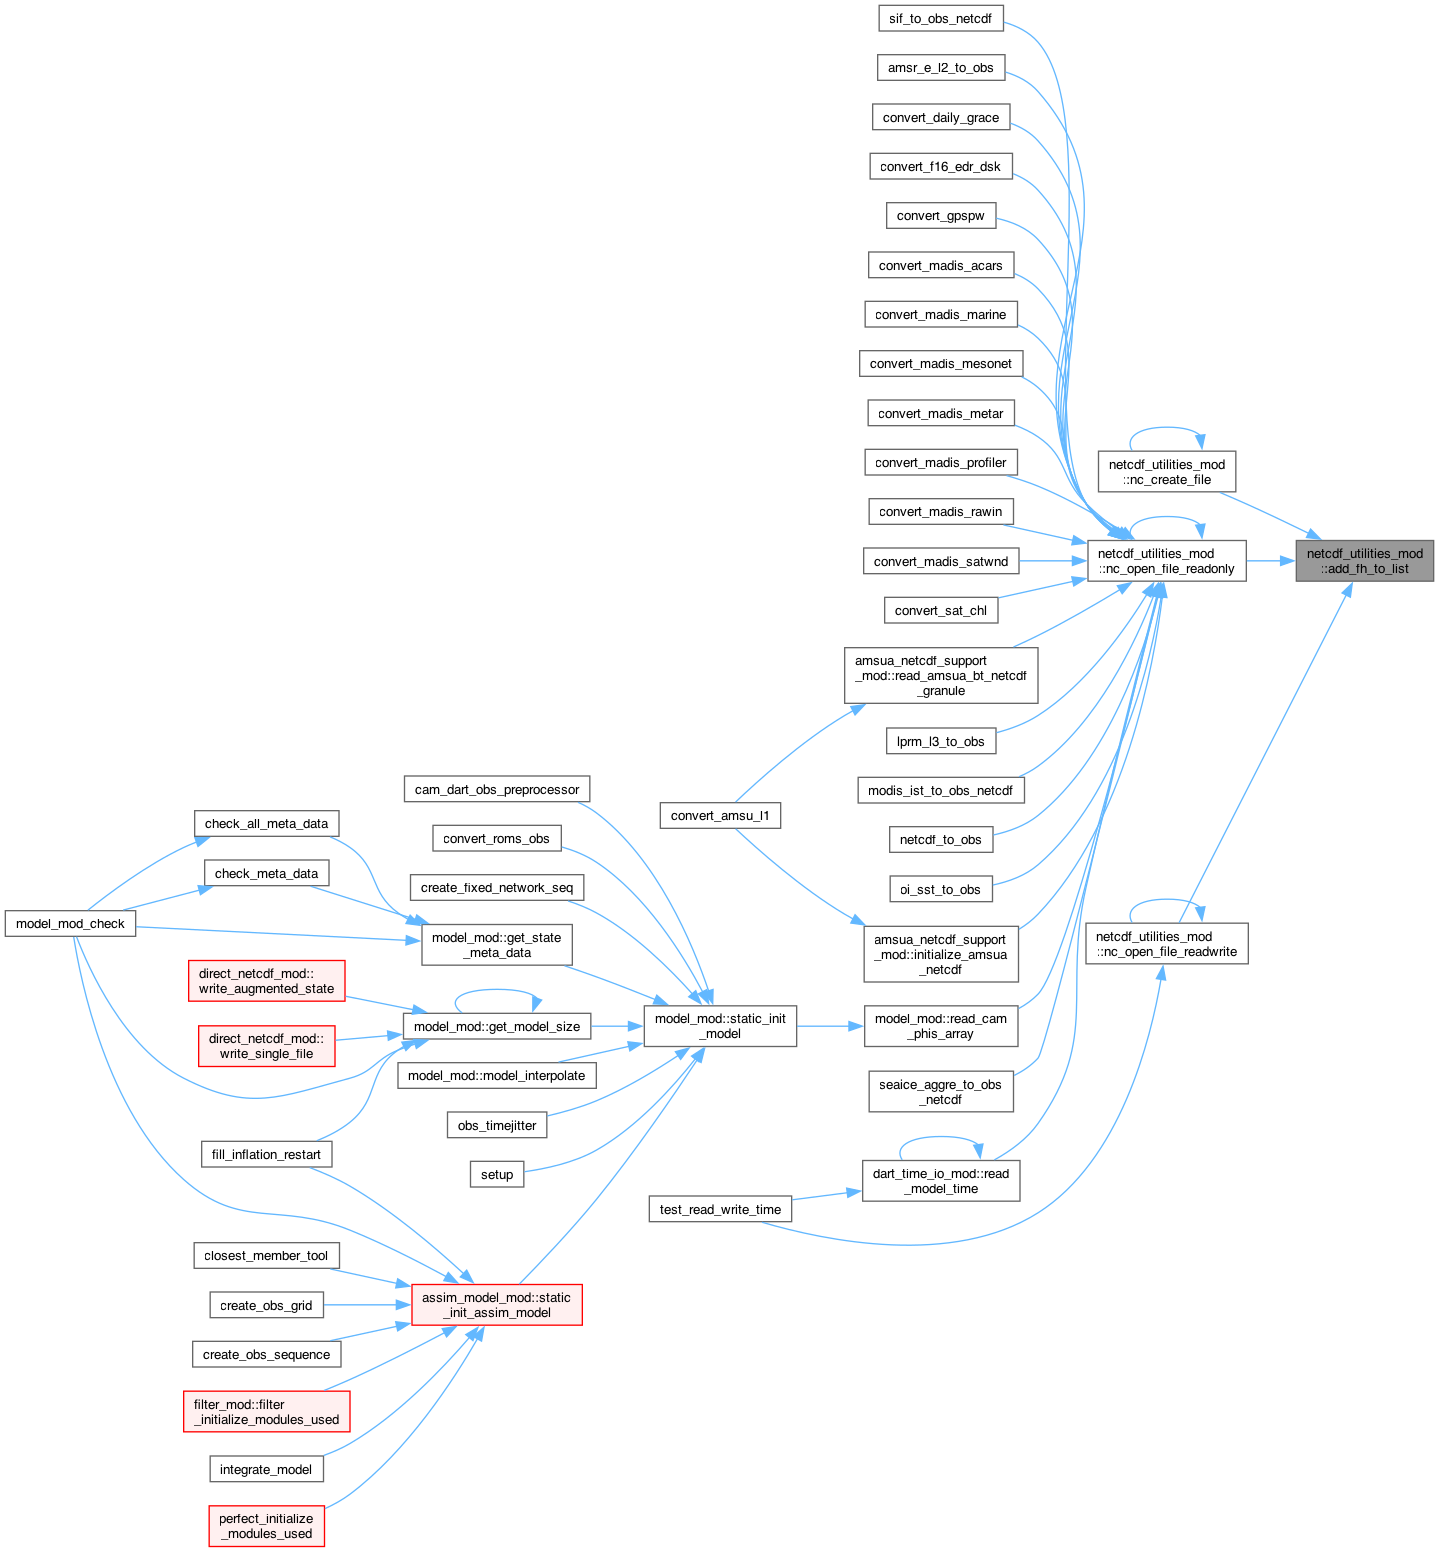 sif_to_obs_netcdf
amsr_e_l2_to_obs
convert_daily_grace
convert_f16_edr_dsk
convert_gpspw
convert_madis_acars
convert_madis_marine
convert_madis_mesonet
convert_madis_metar
convert_madis_profiler
convert_madis_rawin
convert_madis_satwnd
convert_sat_chl
netcdf_utilities_mod
::nc_create_file
netcdf_utilities_mod
::nc_open_file_readonly
netcdf_utilities_mod
::add_fh_to_list
amsua_netcdf_support
_mod::read_amsua_bt_netcdf
_granule
lprm_l3_to_obs
modis_ist_to_obs_netcdf
netcdf_to_obs
oi_sst_to_obs
convert_amsu_l1
amsua_netcdf_support
_mod::initialize_amsua
_netcdf
netcdf_utilities_mod
::nc_open_file_readwrite
model_mod::read_cam
_phis_array
seaice_aggre_to_obs
_netcdf
dart_time_io_mod::read
_model_time
test_read_write_time
cam_dart_obs_preprocessor
convert_roms_obs
create_fixed_network_seq
model_mod::get_state
_meta_data
model_mod::static_init
_model
model_mod::get_model_size
model_mod::model_interpolate
obs_timejitter
setup
assim_model_mod::static
_init_assim_model
check_all_meta_data
check_meta_data
model_mod_check
direct_netcdf_mod::
write_augmented_state
direct_netcdf_mod::
write_single_file
fill_inflation_restart
closest_member_tool
create_obs_grid
create_obs_sequence
filter_mod::filter
_initialize_modules_used
integrate_model
perfect_initialize
_modules_used